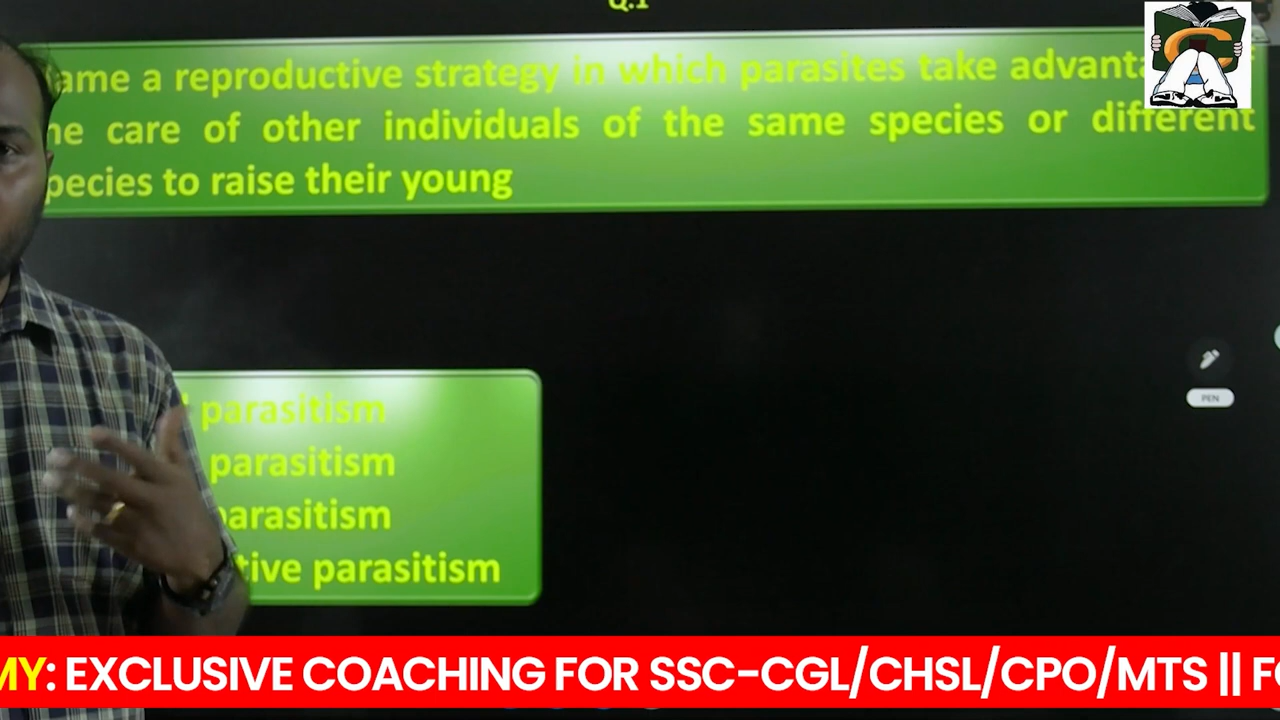 Q.1
ame a reproductive strategy in which parasites take advanta
he care of other individuals of the same species or different
pecies to raise their young
parasitism
parasitism
parasitism
tive parasitism
PEN
MY: EXCLUSIVE COACHING FOR SSC-CGL/CHSL/CPO/MTS || FO